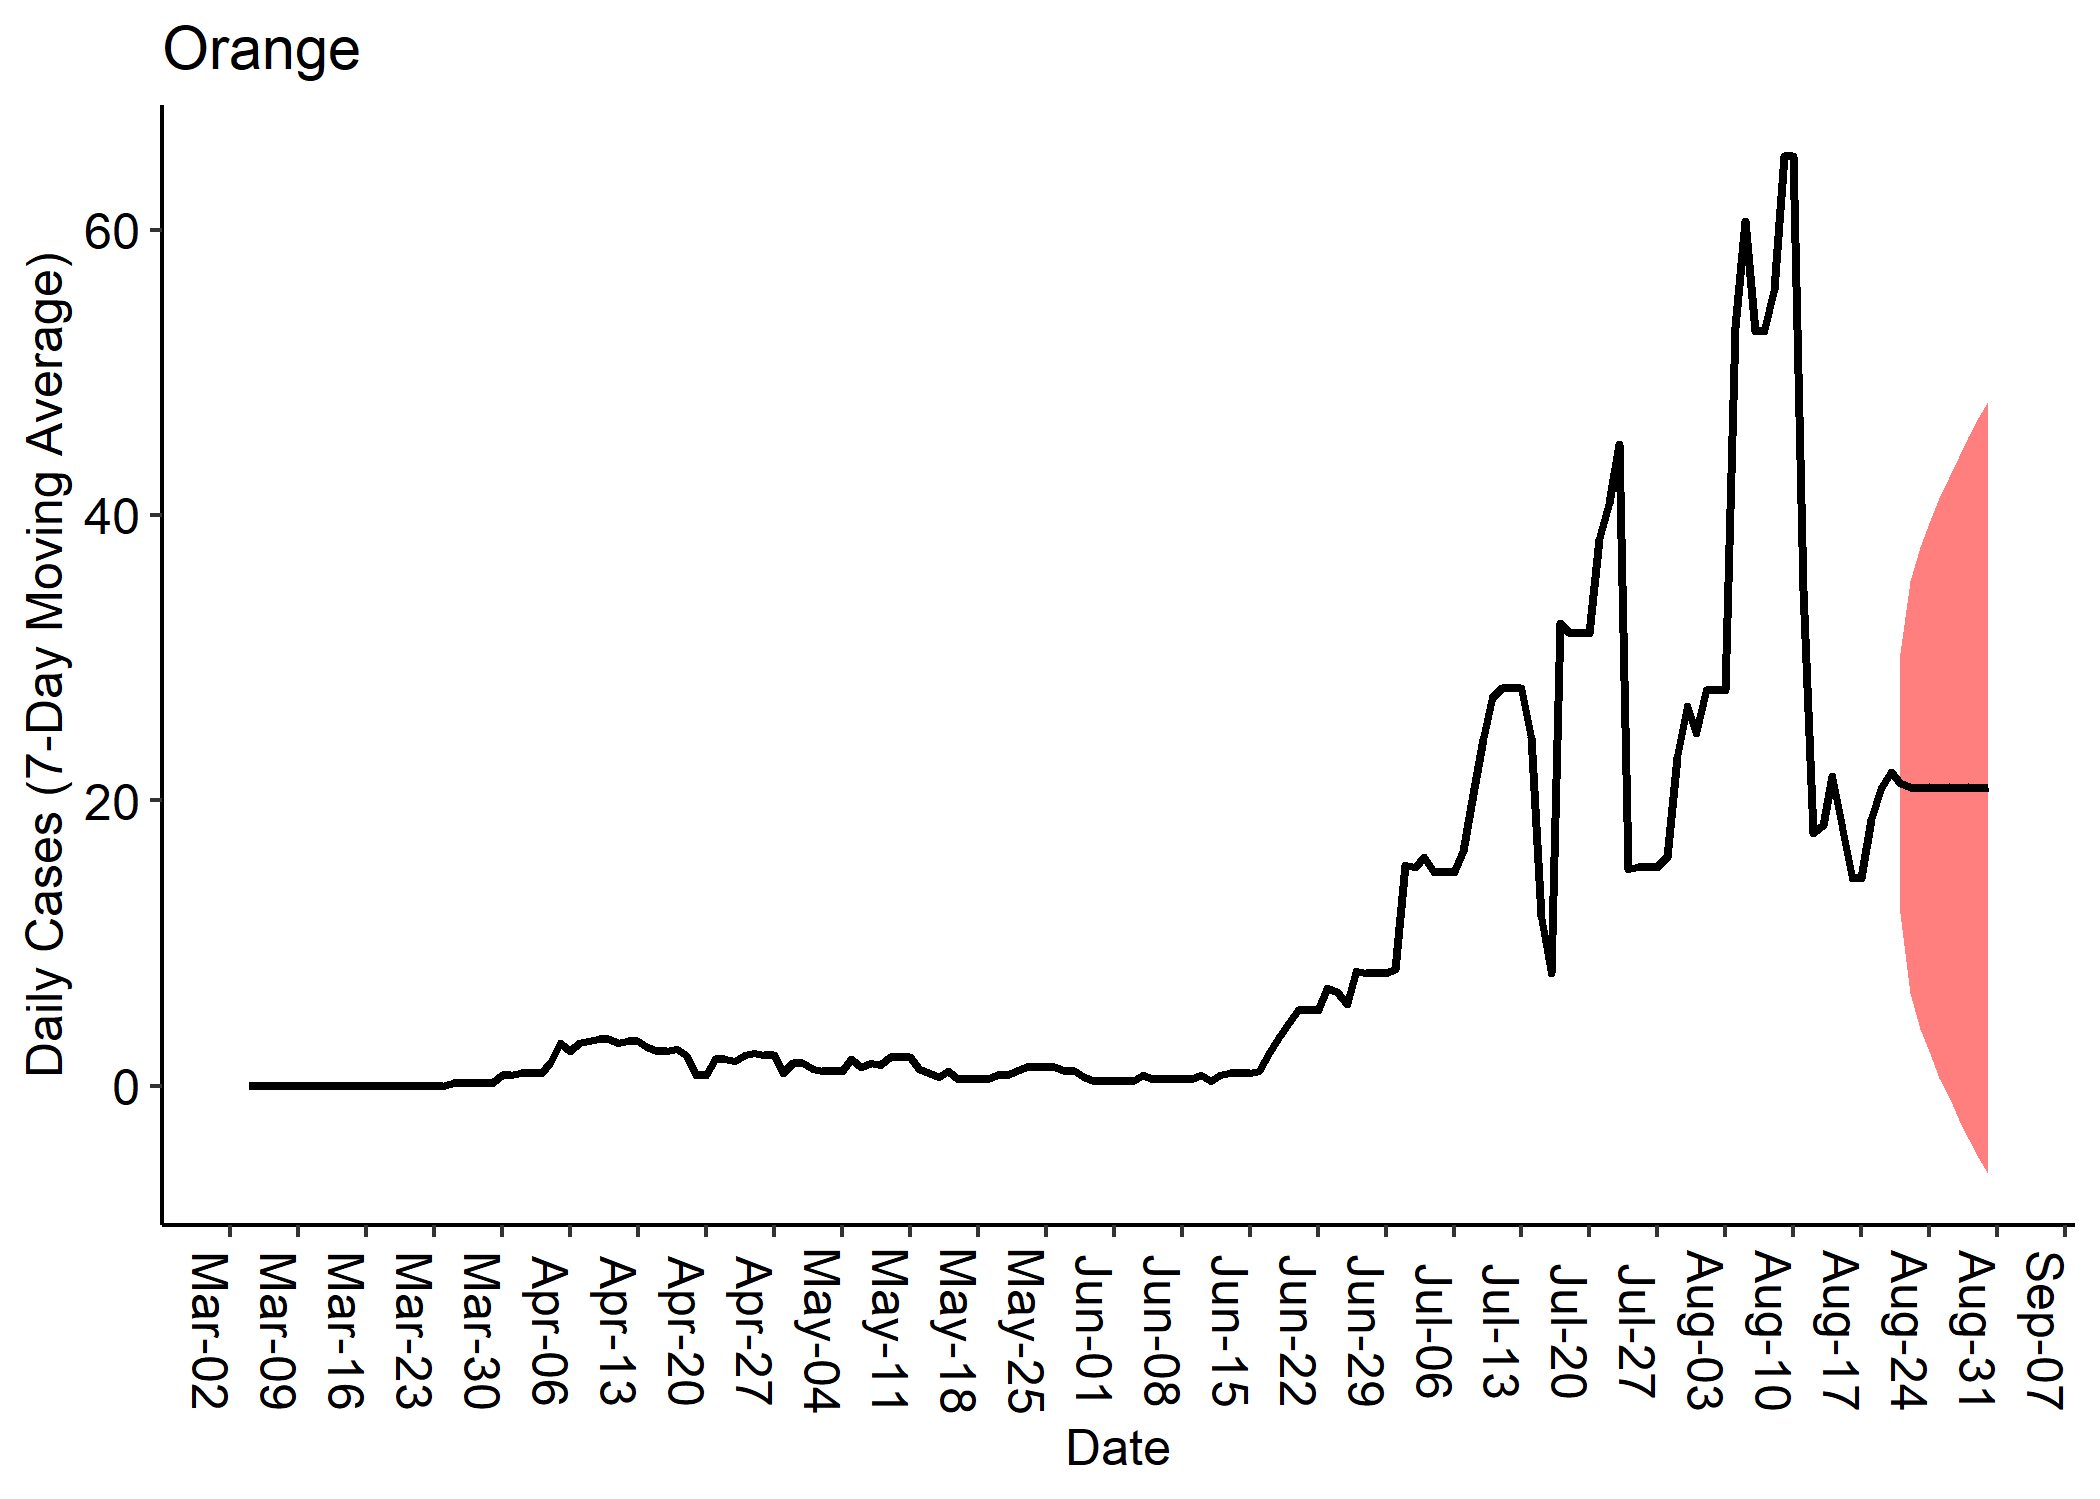 Orange
Daily Cases (7-Day Moving Average)
60
40
20
0
Mar-02
Mar-09
Mar-16
Mar-23
Mar-30
Apr-06
Apr-13
Apr-20
Apr-27
May-04
May-11
May-18
May-25
Jun-01
Jun-08
Jun-15
Jun-22
Jun-29
Jul-06
Jul-13
Jul-20
Jul-27
Aug-03
Aug-10
Aug-17
Aug-24
Aug-31
Sep-07
Date